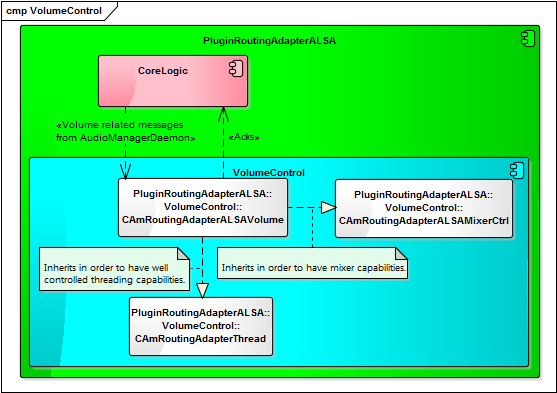 cmp VolumeControl
PluginRoutingAdapterALSA
CoreLogic
«Volume related messages
from AudioManagerDaemon»
«Acks»
VolumeControl
PluginRoutingAdapterALSA::
VolumeControl::
CAmRoutingAdapterALSAVolume
PluginRoutingAdapterALSA::
VolumeControl::
CAmRoutingAdapterALSAMixerCtrl
Inherits in order to have well
controlled threading capabilities.
Inherits in order to have mixer capabilities.
PluginRoutingAdapterALSA::
VolumeControl::
CAmRoutingAdapterThread